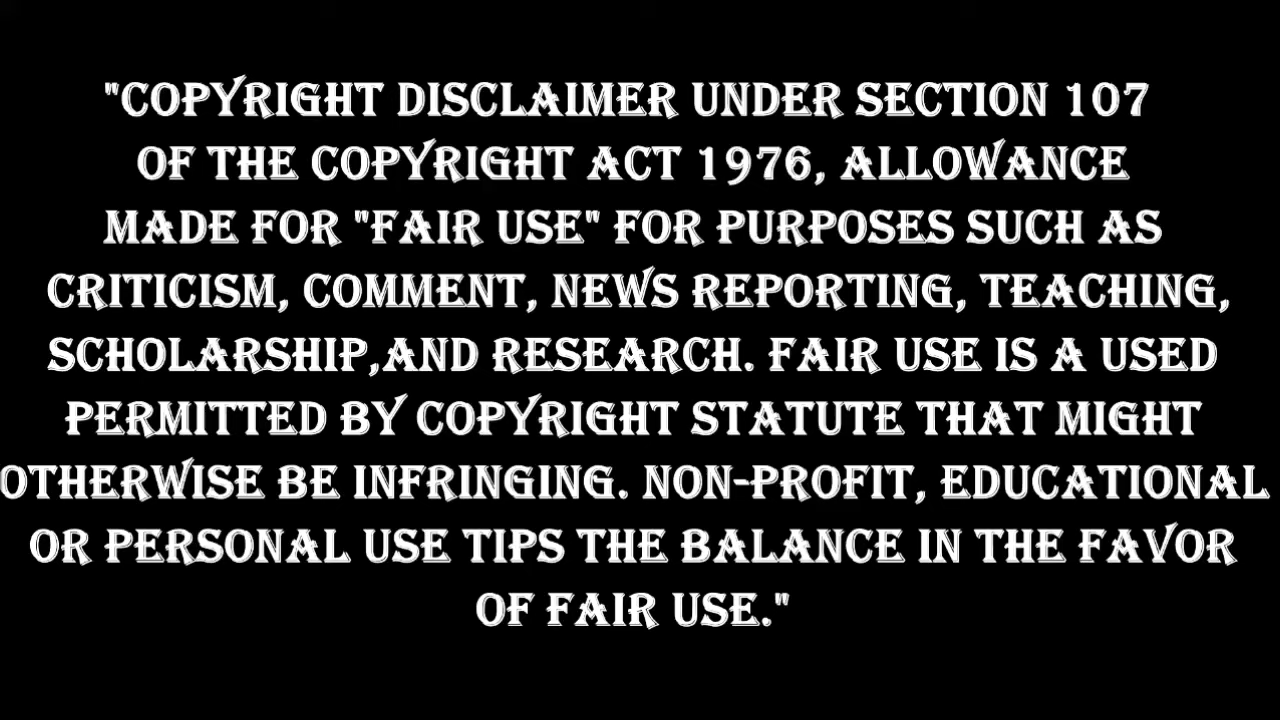 "COPYRIGHT DISCLAIMER UNDER SECTION 107
OF THE COPYRIGHT ACT 1976, ALLOWANCE
MADE FOR "FAIR USE" FOR PURPOSES SUCH AS
CRITICISM, COMMENT, NEWS REPORTING, TEACHING,
SCHOLARSHIP,AND RESEARCH. FAIR USE IS A USED
PERMITTED BY COPYRIGHT STATUTE THAT MIGHT
OTHERWISE BE INFRINGING. NON-PROFIT, EDUCATIONAL
OR PERSONAL USE TIPS THE BALANCE IN THE FAVOR
OF FAIR USE."